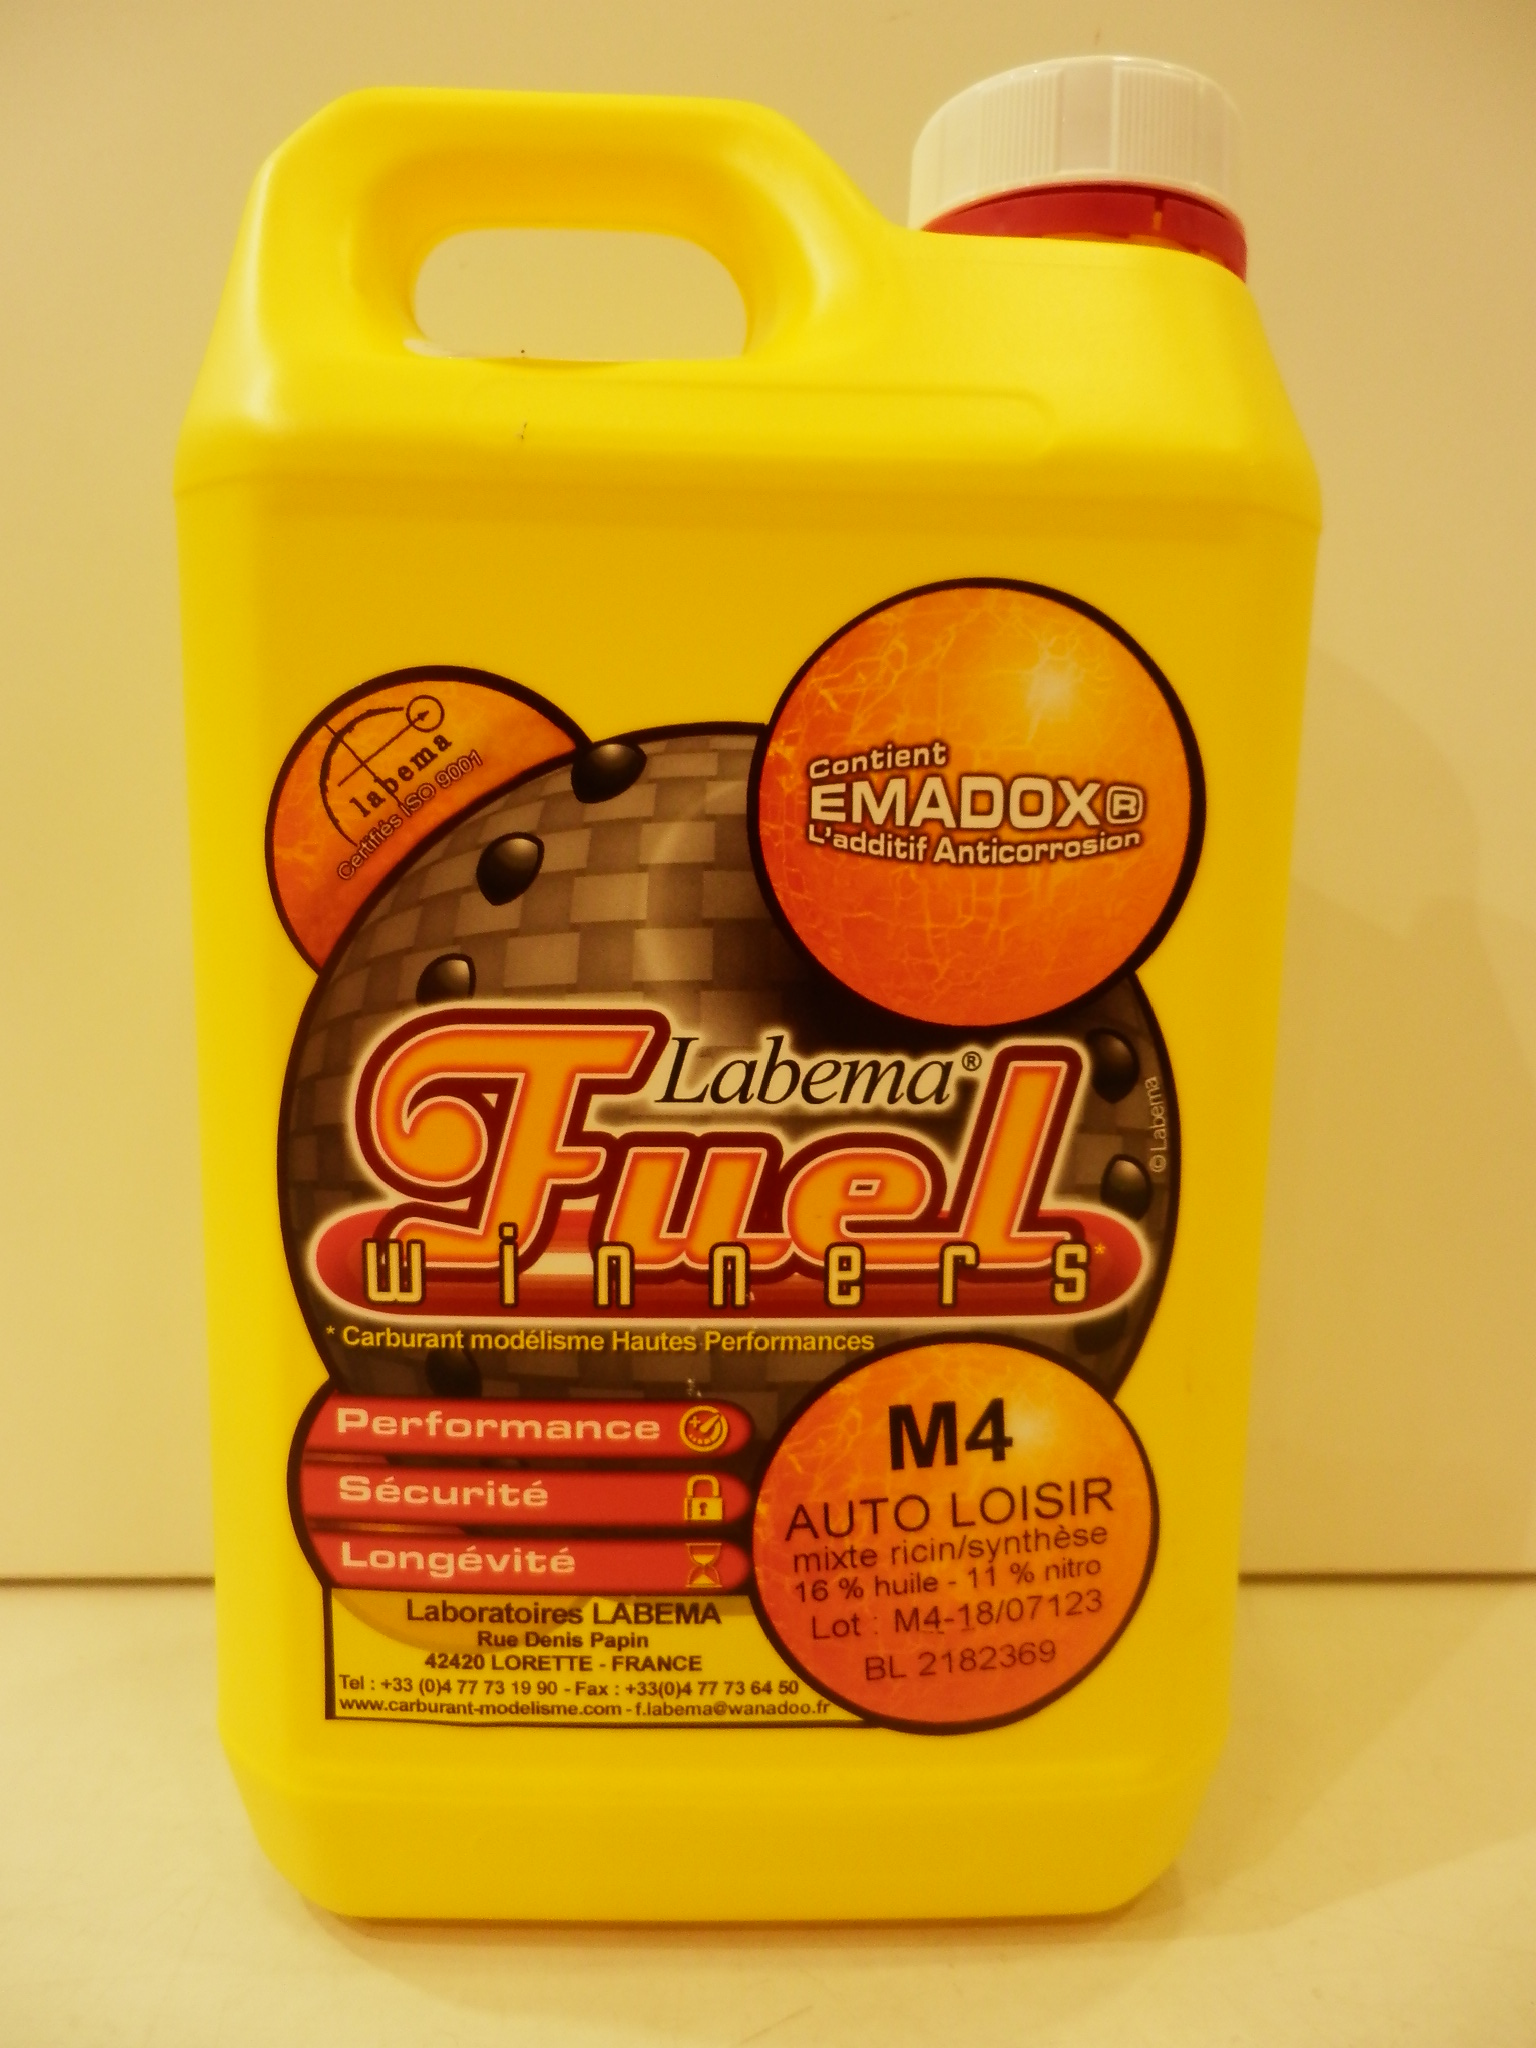 labema
Certifiés ISO 9001
Contient
EMADOX®
L'additif Anticorrosion
Labema®
Fuel
winners*
© Labema
* Carburant modélisme Hautes Performances
Performance
Sécurité
Longévité
M4
AUTO LOISIR
mixte ricin/synthèse
16 % huile - 11 % nitro
Lot : M4-18/07123
BL 2182369
Laboratoires LABEMA
Rue Denis Papin
42420 LORETTE - FRANCE
Tel : +33 (0)4 77 73 19 90 - Fax : +33(0)4 77 73 64 50
www.carburant-modelisme.com - f.labema@wanadoo.fr